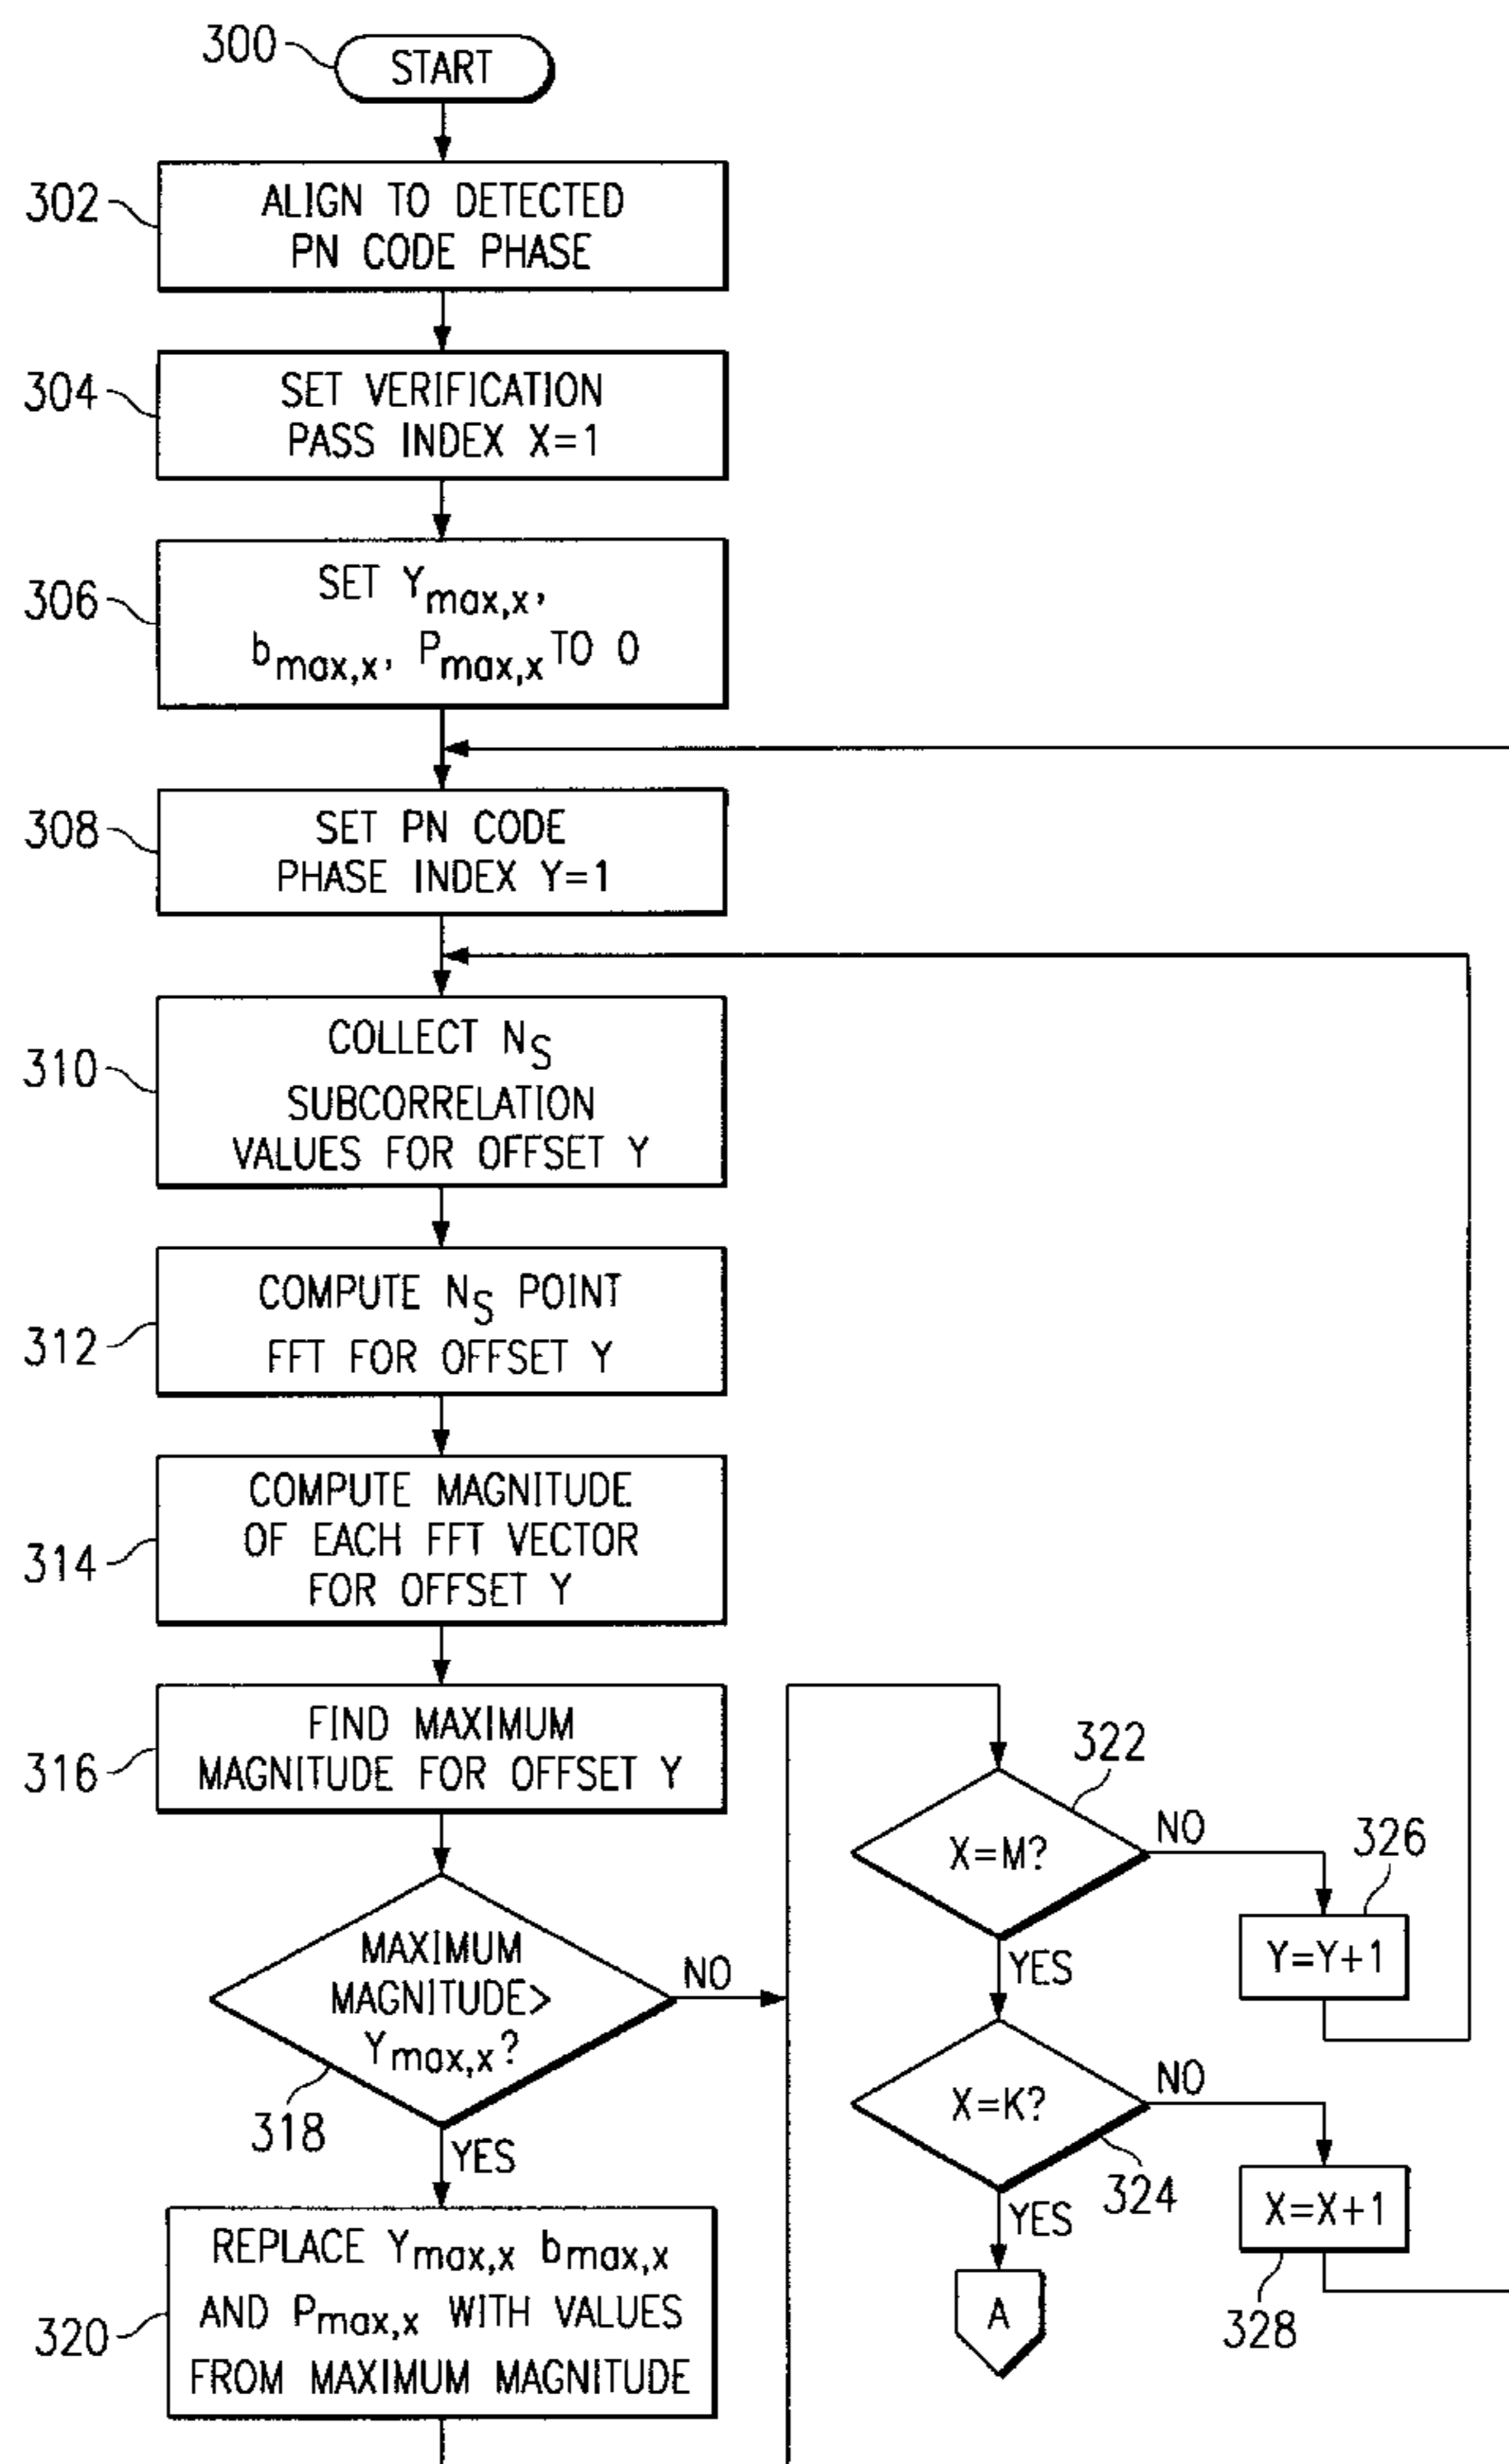 300
START
302
ALIGN TO DETECTED
PN CODE PHASE
304
SET VERIFICATION
PASS INDEX X=1
306
SET Ymax,x,
bmax,x, Pmax,x TO 0
308
SET PN CODE
PHASE INDEX Y=1
310
COLLECT NS
SUBCORRELATION
VALUES FOR OFFSET Y
312
COMPUTE NS POINT
FFT FOR OFFSET Y
314
COMPUTE MAGNITUDE
OF EACH FFT VECTOR
FOR OFFSET Y
316
FIND MAXIMUM
MAGNITUDE FOR OFFSET Y
318
MAXIMUM
MAGNITUDE>
Ymax,x?
NO
YES
320
REPLACE Ymax,x bmax,x
AND Pmax,x WITH VALUES
FROM MAXIMUM MAGNITUDE
322
X=M?
NO
326
Y=Y+1
YES
X=K?
NO
324
X=X+1
328
YES
A